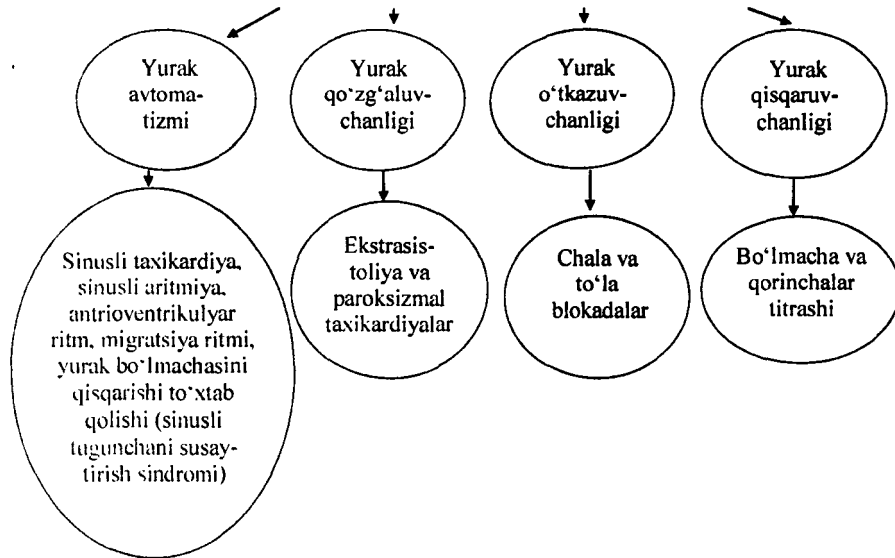 Yurak
avtoma-
tizmi
Yurak
qo‘zg‘aluv-
chanligi
Yurak
o‘tkazuv-
chanligi
Yurak
qisqaruv-
chanligi
Sinusli taxikardiya,
sinusli aritmiya,
antrioventrikulyar
ritm, migratsiya ritmi,
yurak bo‘lmachasini
qisqarishi to‘xtab
qolishi (sinusli
tugunchani susay-
tirish sindromi)
Ekstrasis-
toliya va
paroksizmal
taxikardiyalar
Chala va
to‘la
blokadalar
Bo‘lmacha va
qorinchalar
titrashi